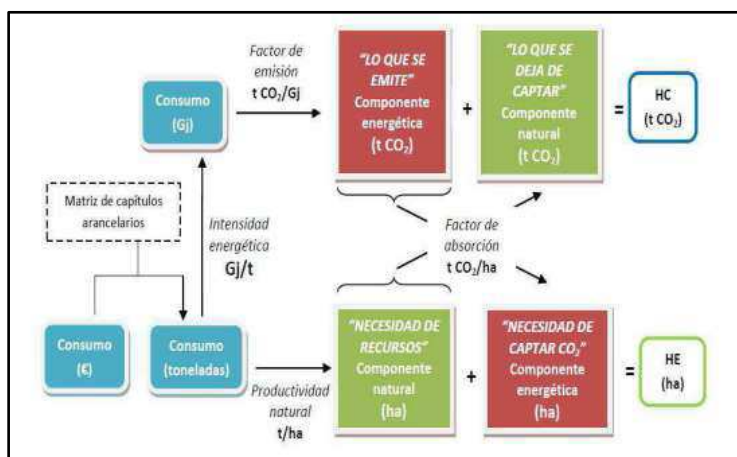 Factor de
emisión
t CO₂/Gj
Consumo
(Gj)
"LO QUE SE
EMITE"
Componente
energética
(t CO₂)
+
"LO QUE SE
DEJA DE
CAPTAR"
Componente
natural
(t CO₂)
=
HC
(t CO₂)
Matriz de capítulos
arancelarios
Intensidad
energética
Gj/t
Factor de
absorción
t CO₂/ha
Consumo
(€)
Consumo
(toneladas)
Productividad
natural
t/ha
"NECESIDAD DE
RECURSOS"
Componente
natural
(ha)
+
"NECESIDAD DE
CAPTAR CO₂"
Componente
energética
(ha)
=
HE
(ha)